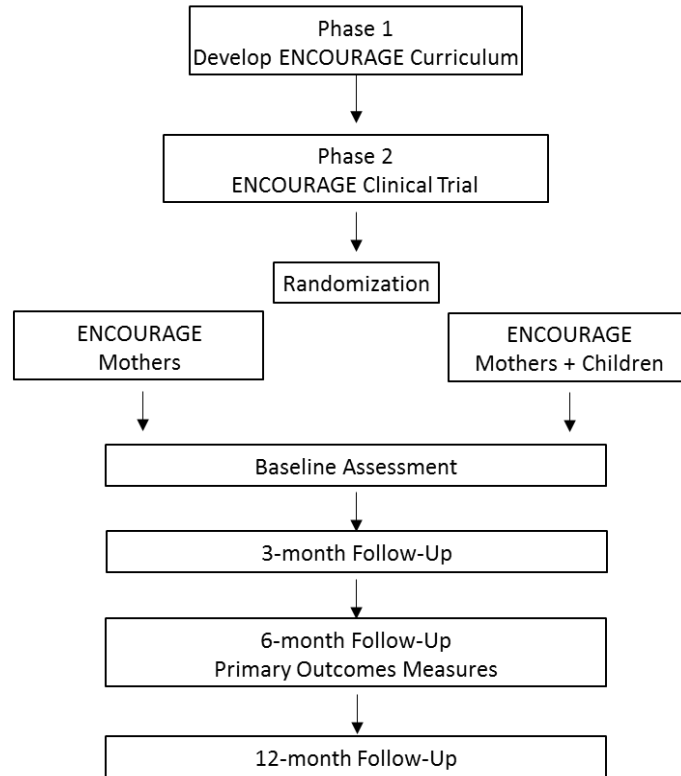 Phase 1
Develop ENCOURAGE Curriculum
Phase 2
ENCOURAGE Clinical Trial
Randomization
ENCOURAGE
Mothers
ENCOURAGE
Mothers + Children
Baseline Assessment
3-month Follow-Up
6-month Follow-Up
Primary Outcomes Measures
12-month Follow-Up